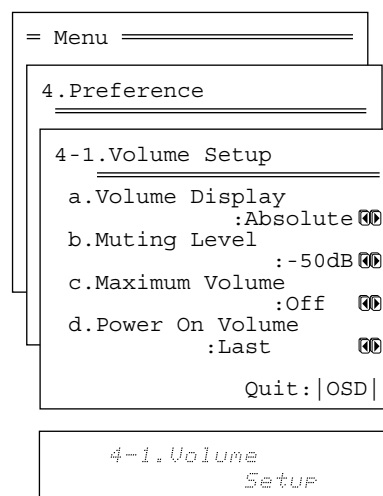 Menu
4.Preference
4-1.Volume Setup
a.Volume Display
:Absolute
b.Muting Level
:-50dB
c.Maximum Volume
:Off
d.Power On Volume
:Last
Quit:|OSD|
4-1.Volume
Setup